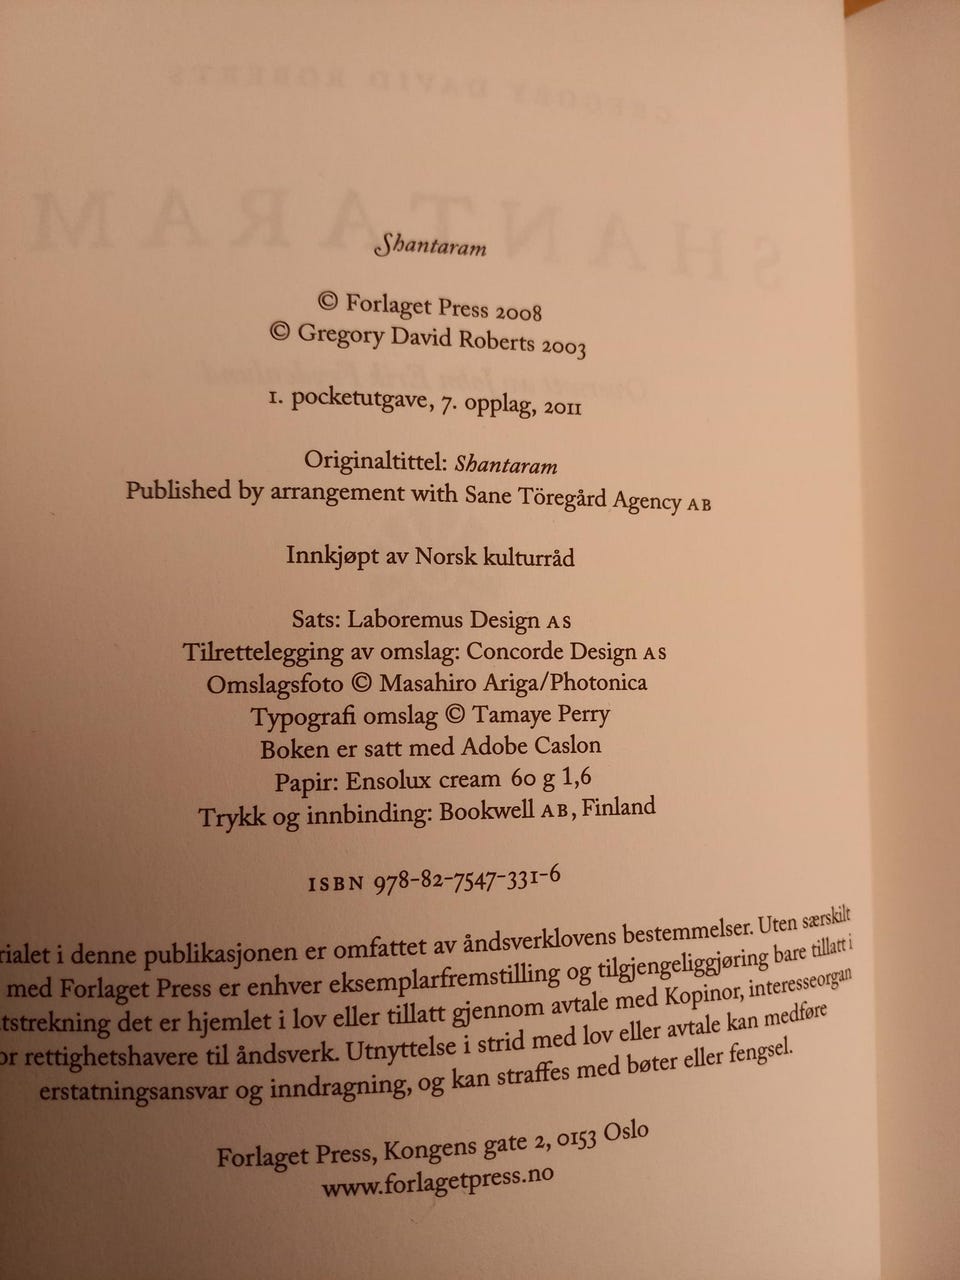 Shantaram
© Forlaget Press 2008
© Gregory David Roberts 2003
1. pocketutgave, 7. opplag, 2011
Originaltittel: Shantaram
Published by arrangement with Sane Töregård Agency AB
Innkjøpt av Norsk kulturråd
Sats: Laboremus Design AS
Tilrettelegging av omslag: Concorde Design AS
Omslagsfoto © Masahiro Ariga/Photonica
Typografi omslag © Tamaye Perry
Boken er satt med Adobe Caslon
Papir: Ensolux cream 60 g 1,6
Trykk og innbinding: Bookwell AB, Finland
ISBN 978-82-7547-331-6
rialet i denne publikasjonen er omfattet av åndsverklovens bestemmelser. Uten særskilt
med Forlaget Press er enhver eksemplarfremstilling og tilgjengeliggjøring bare tillatt i
tstrekning det er hjemlet i lov eller tillatt gjennom avtale med Kopinor, interesseorgan
or rettighetshavere til åndsverk. Utnyttelse i strid med lov eller avtale kan medføre
erstatningsansvar og inndragning, og kan straffes med bøter eller fengsel.
Forlaget Press, Kongens gate 2, 0153 Oslo
www.forlagetpress.no